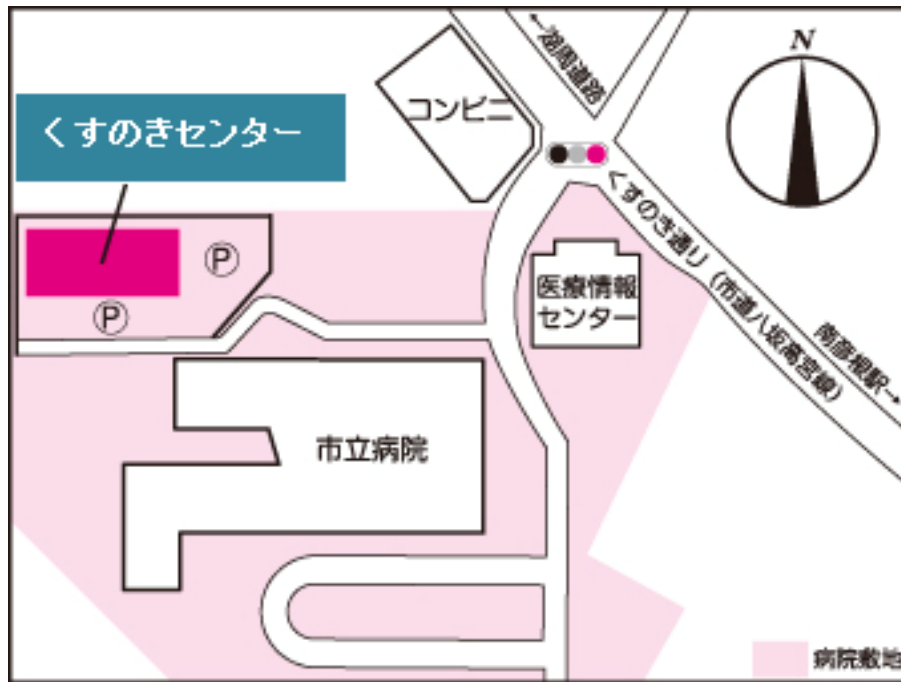 ←湖周道路
N
コンビニ
くすのきセンター
くすのき通り（市道八坂高宮線）
P
医療情報
センター
P
南彦根駅→
市立病院
病院敷地